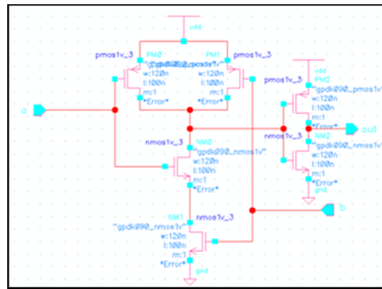 vdd
pmos1v_3
PM0
PM1
pmos1v_3
w:120n
l:100n
m:1
*Error*
w:120n
l:100n
m:1
*Error*
pmos1v_3
vdd
PM2
"gpdk090_pmos1v"
w:120n
l:100n
m:1
*Error*
a
out
nmos1v_3
NM0
"gpdk090_nmos1v"
w:120n
l:100n
m:1
*Error*
nmos1v_3
NM2
"gpdk090_nmos1v"
w:120n
l:100n
m:1
*Error*
gnd
b
NM1
nmos1v_3
"gpdk090_nmos1v"
w:120n
l:100n
m:1
*Error*
gnd